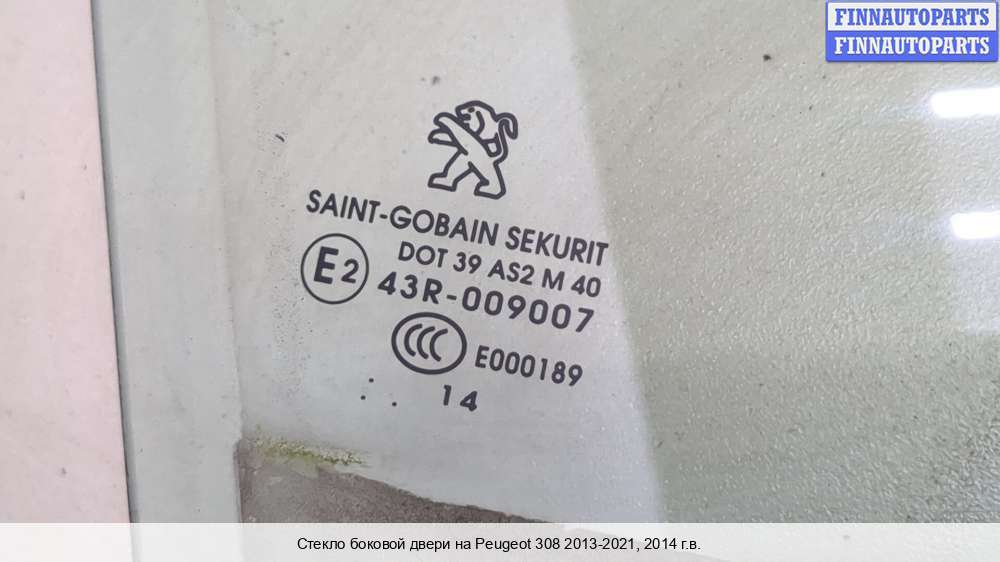 FINNAUTOPARTS
FINNAUTOPARTS
SAINT-GOBAIN SEKURIT
DOT 39 AS2 M 40
E2 43R-009007
CCC E000189
.. . 14
Стекло боковой двери на Peugeot 308 2013-2021, 2014 г.в.